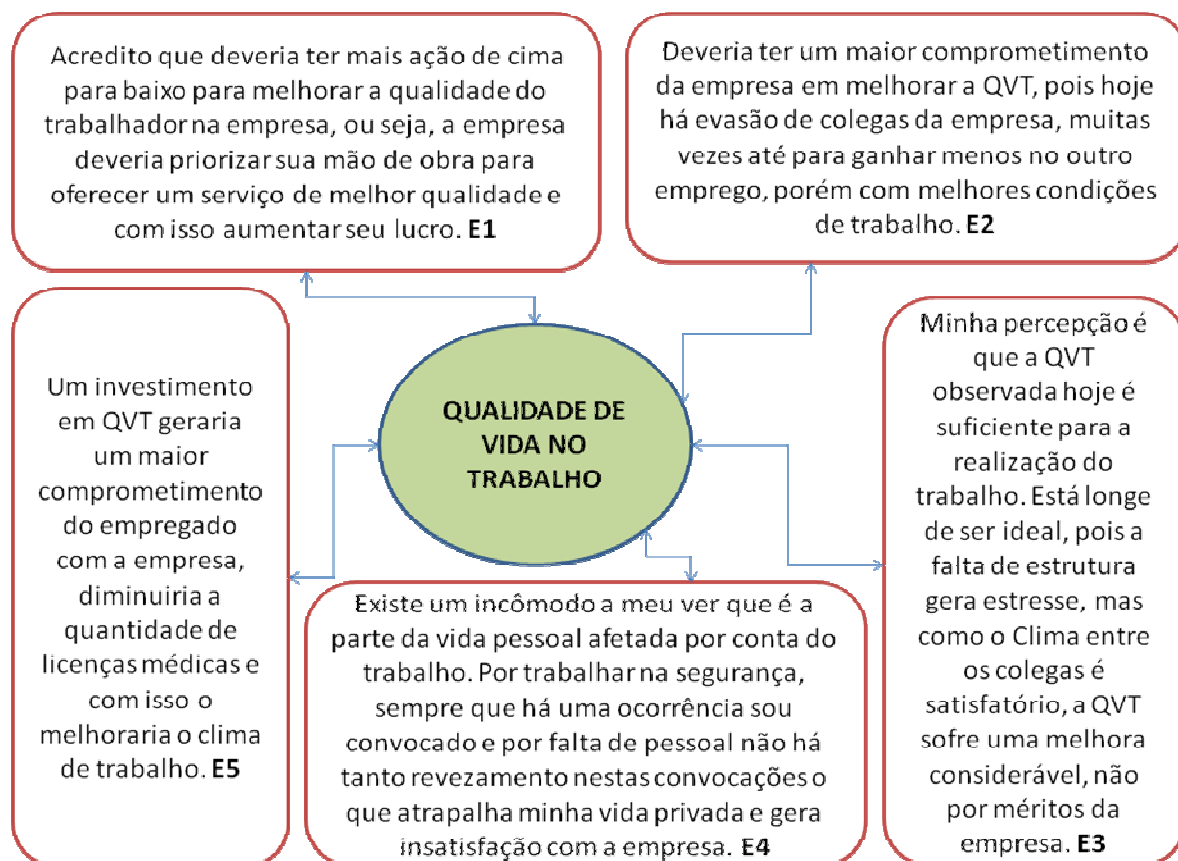 Acredito que deveria ter mais ação de cima
para baixo para melhorar a qualidade do
trabalhador na empresa, ou seja, a empresa
deveria priorizar sua mão de obra para
oferecer um serviço de melhor qualidade e
com isso aumentar seu lucro. E1
Deveria ter um maior comprometimento
da empresa em melhorar a QVT, pois hoje
há evasão de colegas da empresa, muitas
vezes até para ganhar menos no outro
emprego, porém com melhores condições
de trabalho. E2
QUALIDADE DE
VIDA NO
TRABALHO
Minha percepção é
que a QVT
observada hoje é
suficiente para a
realização do
trabalho. Está longe
de ser ideal, pois a
falta de estrutura
gera estresse, mas
como o Clima entre
os colegas é
satisfatório, a QVT
sofre uma melhora
considerável, não
por méritos da
empresa. E3
Existe um incômodo a meu ver que é a
parte da vida pessoal afetada por conta do
trabalho. Por trabalhar na segurança,
sempre que há uma ocorrência sou
convocado e por falta de pessoal não há
tanto revezamento nestas convocações o
que atrapalha minha vida privada e gera
insatisfação com a empresa. E4
Um investimento
em QVT geraria
um maior
comprometimento
do empregado
com a empresa,
diminuiria a
quantidade de
licenças médicas e
com isso o
melhoraria o clima
de trabalho. E5